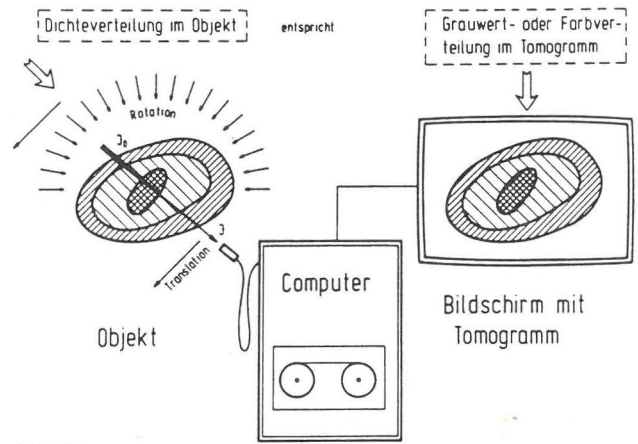 Dichteverteilung im Objekt
entspricht
Grauwert- oder Farbver-
teilung im Tomogramm
Rotation
J₀
J
Translation
Computer
Objekt
Bildschirm mit
Tomogramm